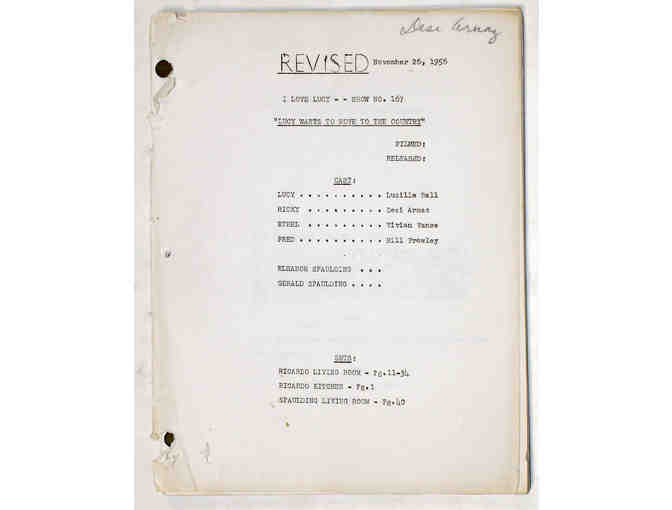 Desi Arnaz
REVISED November 26, 1956
I LOVE LUCY - - SHOW NO. 167
"LUCY WANTS TO MOVE TO THE COUNTRY"
FILMED:
RELEASED:
CAST:
LUCY . . . . . . . . . . Lucille Ball
RICKY . . . . . . . . . Desi Arnaz
ETHEL . . . . . . . . . Vivian Vance
FRED . . . . . . . . . . Bill Frawley
ELEANOR SPAULDING . . .
GERALD SPAULDING . . . .
SETS:
RICARDO LIVING ROOM - Pg.11-34
RICARDO KITCHEN - Pg.1
SPAULDING LIVING ROOM - Pg.40